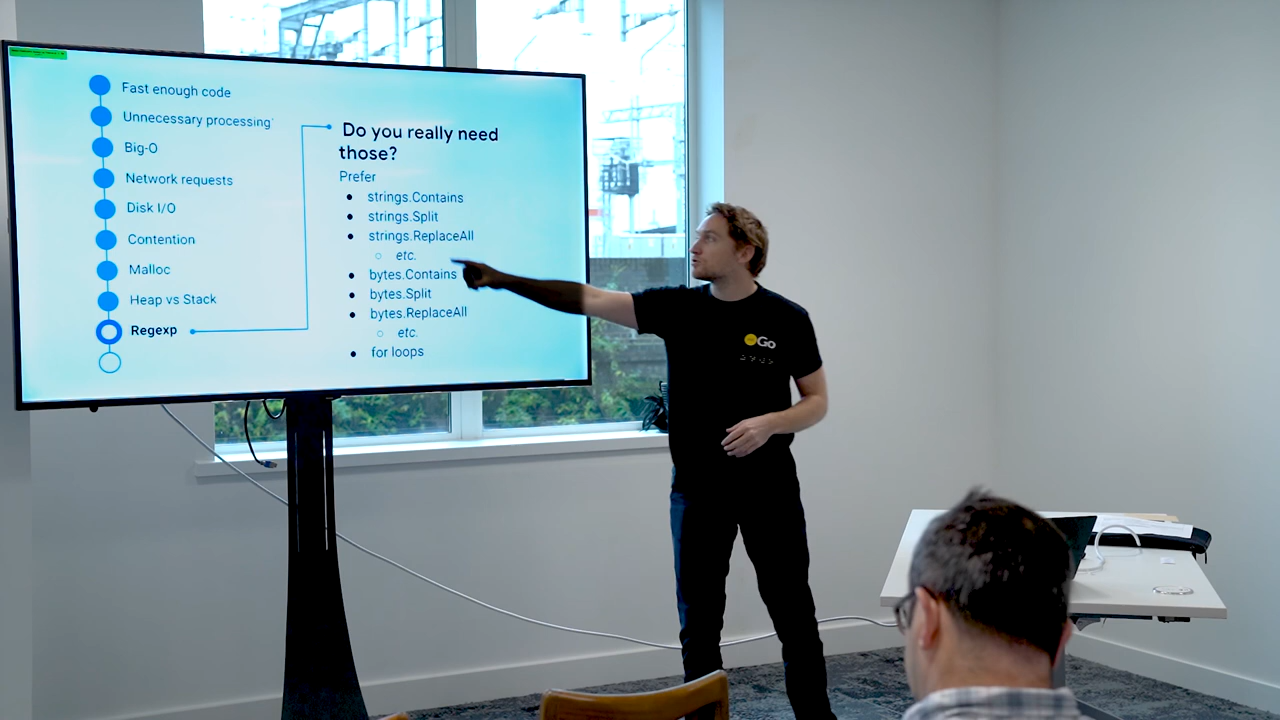 Fast enough code
Unnecessary processing
Big-O
Network requests
Disk I/O
Contention
Malloc
Heap vs Stack
Regexp
Do you really need
those?
Prefer
strings.Contains
strings.Split
strings.ReplaceAll
etc.
bytes.Contains
bytes.Split
bytes.ReplaceAll
etc.
for loops
Go